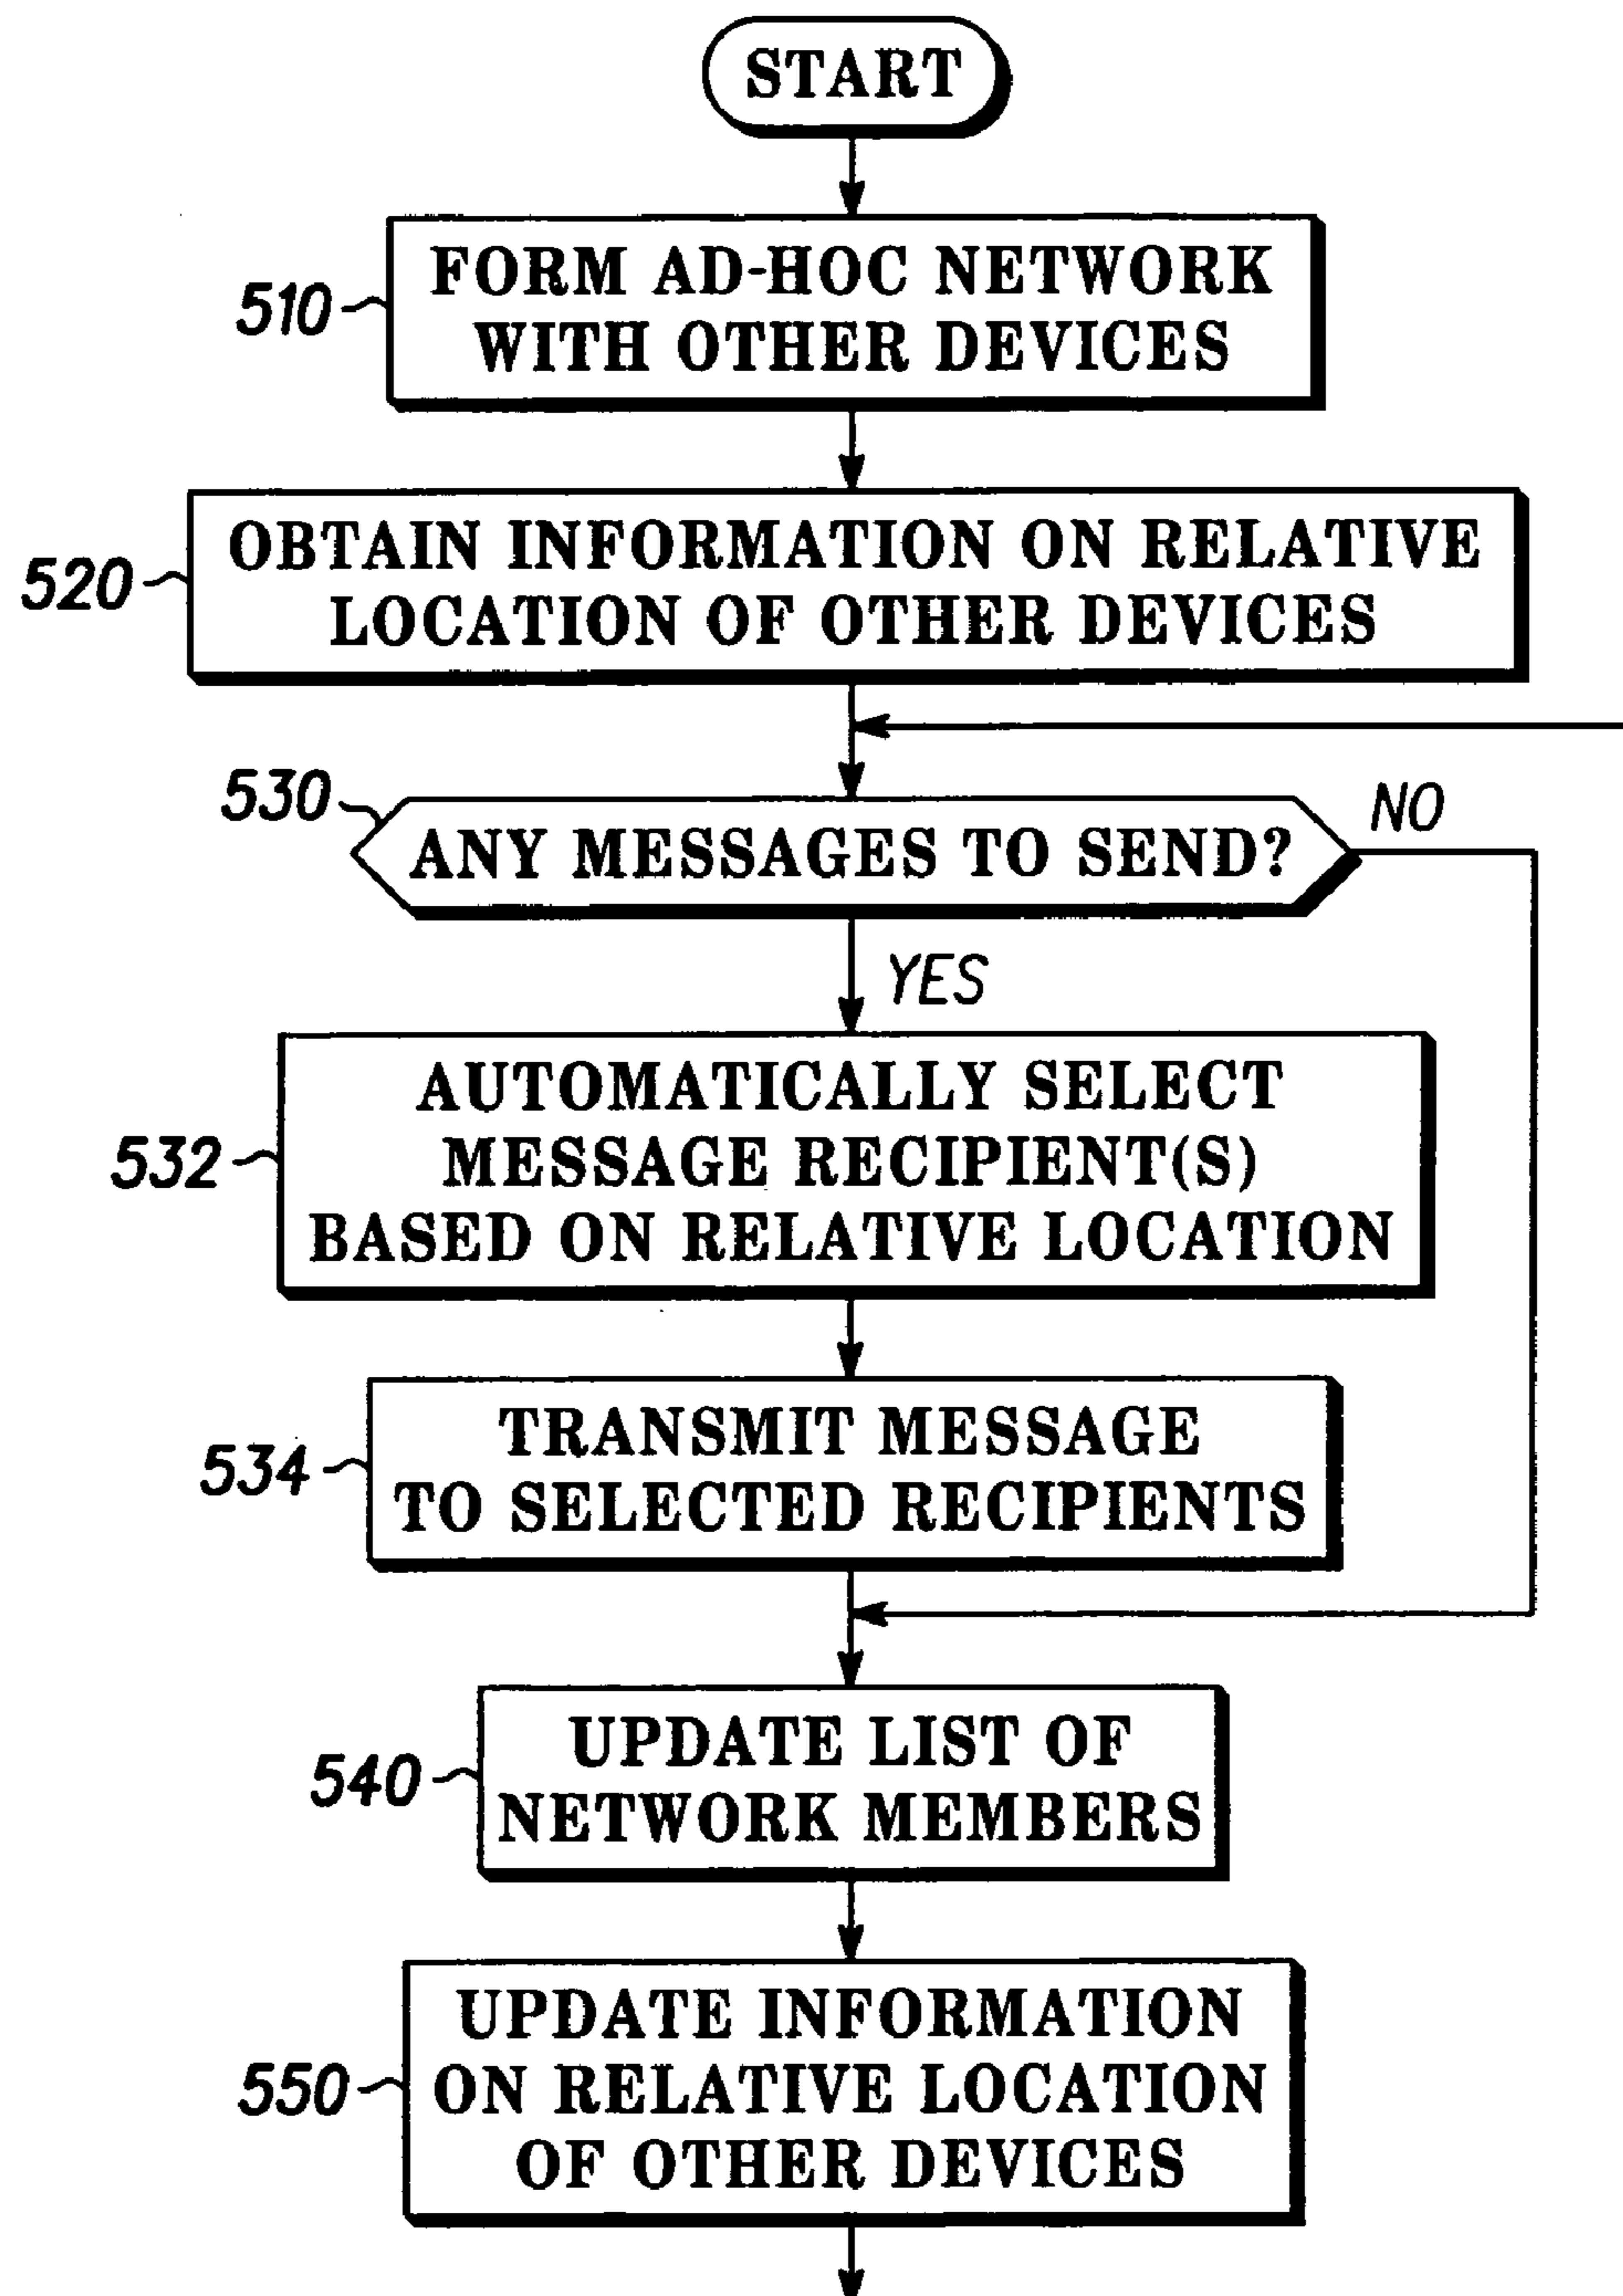 START
510
FORM AD-HOC NETWORK
WITH OTHER DEVICES
520
OBTAIN INFORMATION ON RELATIVE
LOCATION OF OTHER DEVICES
530
ANY MESSAGES TO SEND?
NO
YES
532
AUTOMATICALLY SELECT
MESSAGE RECIPIENT(S)
BASED ON RELATIVE LOCATION
534
TRANSMIT MESSAGE
TO SELECTED RECIPIENTS
540
UPDATE LIST OF
NETWORK MEMBERS
550
UPDATE INFORMATION
ON RELATIVE LOCATION
OF OTHER DEVICES